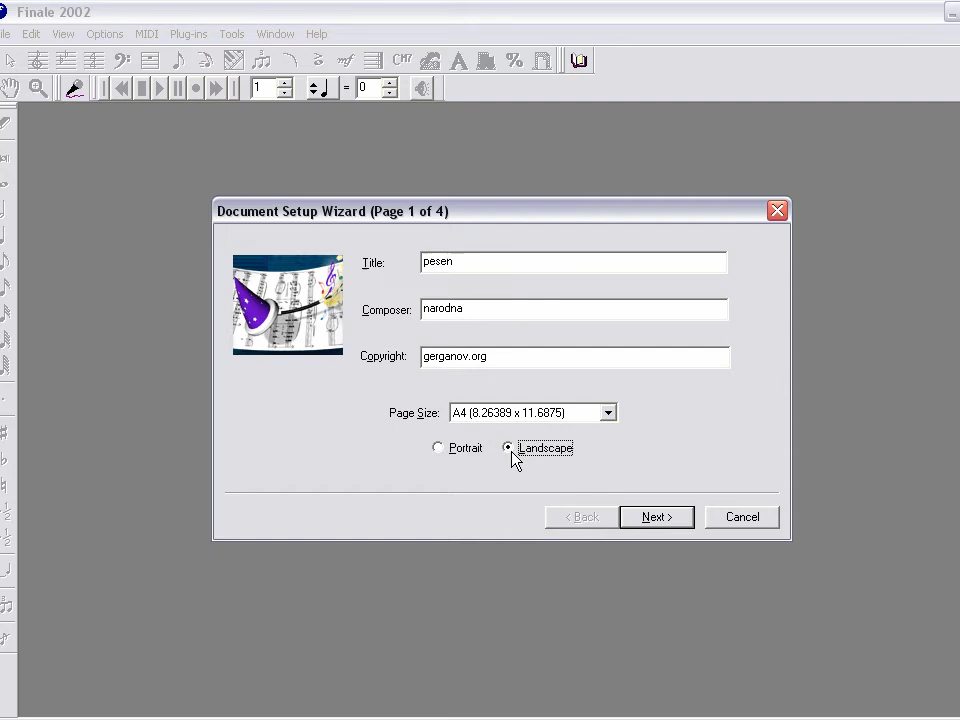 Finale 2002
ile Edit View Options MIDI Plug-ins Tools Window Help
mf CM7 A %
1 = 0
Document Setup Wizard (Page 1 of 4)
Title: pesen
Composer: narodna
Copyright: gerganov.org
Page Size: A4 (8.26389 x 11.6875)
Portrait Landscape
< Back Next > Cancel